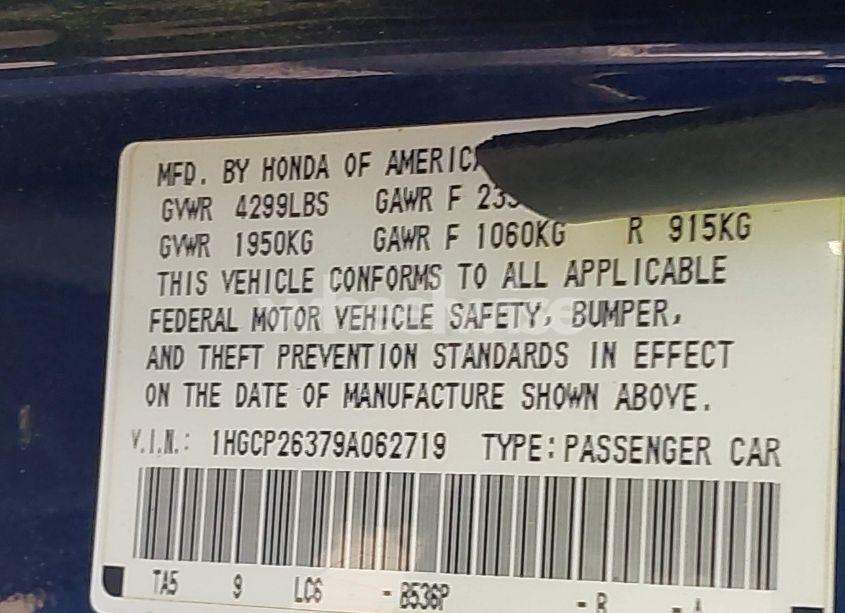 MFD. BY HONDA OF AMERICA
GVWR 4299LBS GAWR F 233
GVWR 1950KG GAWR F 1060KG R 915KG
THIS VEHICLE CONFORMS TO ALL APPLICABLE
FEDERAL MOTOR VEHICLE SAFETY, BUMPER,
AND THEFT PREVENTION STANDARDS IN EFFECT
ON THE DATE OF MANUFACTURE SHOWN ABOVE.
V.I.N.: 1HGCP26379A062719 TYPE: PASSENGER CAR
TA5 9 LC6 - B536P - R - A